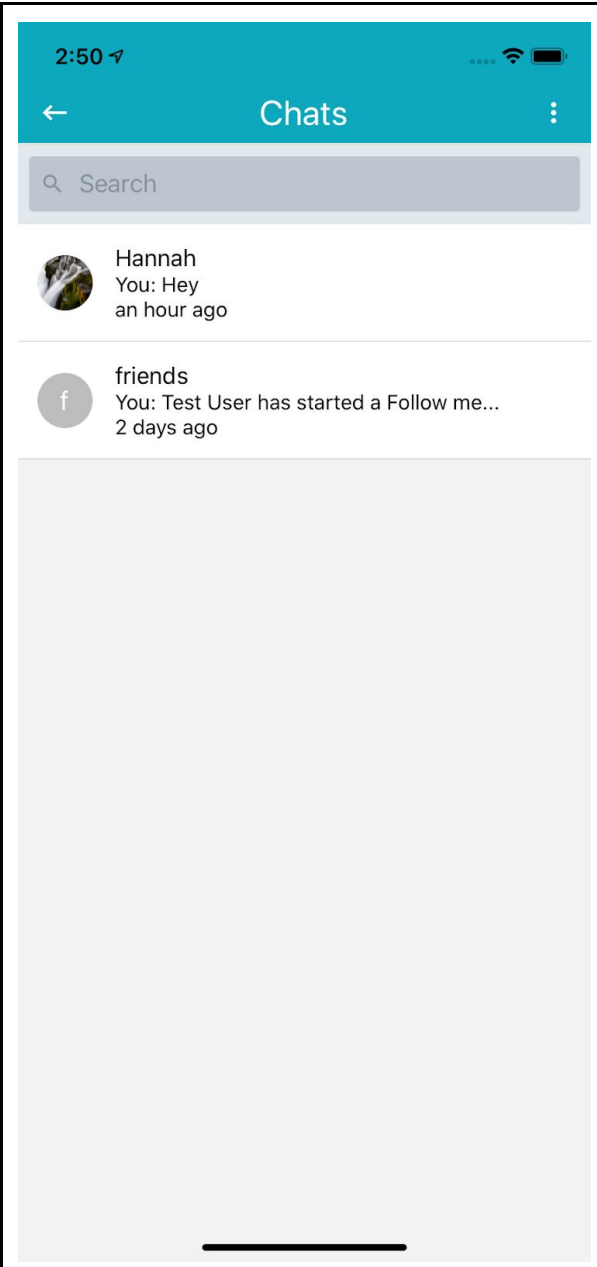 2:50
Chats
Search
Hannah
You: Hey
an hour ago
f
friends
You: Test User has started a Follow me...
2 days ago